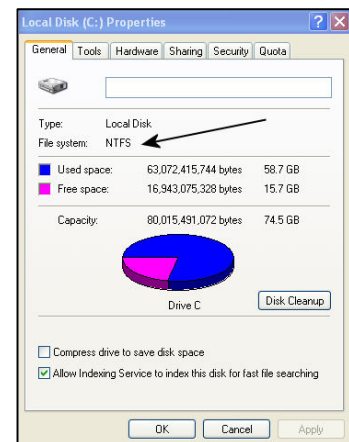 Local Disk (C:) Properties
General Tools Hardware Sharing Security Quota
Type: Local Disk
File system: NTFS
Used space: 63,072,415,744 bytes 58.7 GB
Free space: 16,943,075,328 bytes 15.7 GB
Capacity: 80,015,491,072 bytes 74.5 GB
Drive C
Disk Cleanup
Compress drive to save disk space
Allow Indexing Service to index this disk for fast file searching
OK Cancel Apply